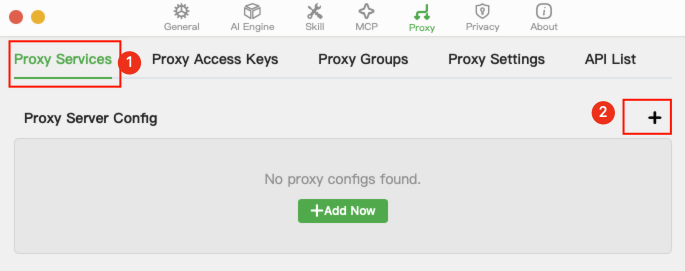 General AI Engine Skill MCP Proxy Privacy About
Proxy Services 1 Proxy Access Keys Proxy Groups Proxy Settings API List
Proxy Server Config 2 +
No proxy configs found.
+Add Now